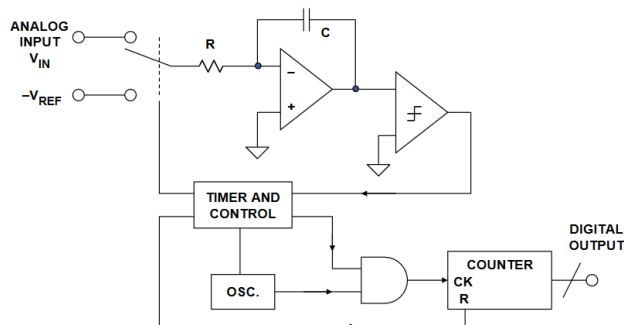 ANALOG
INPUT
VIN
R
C
–
+
–VREF
TIMER AND
CONTROL
DIGITAL
OUTPUT
COUNTER
CK
R
OSC.